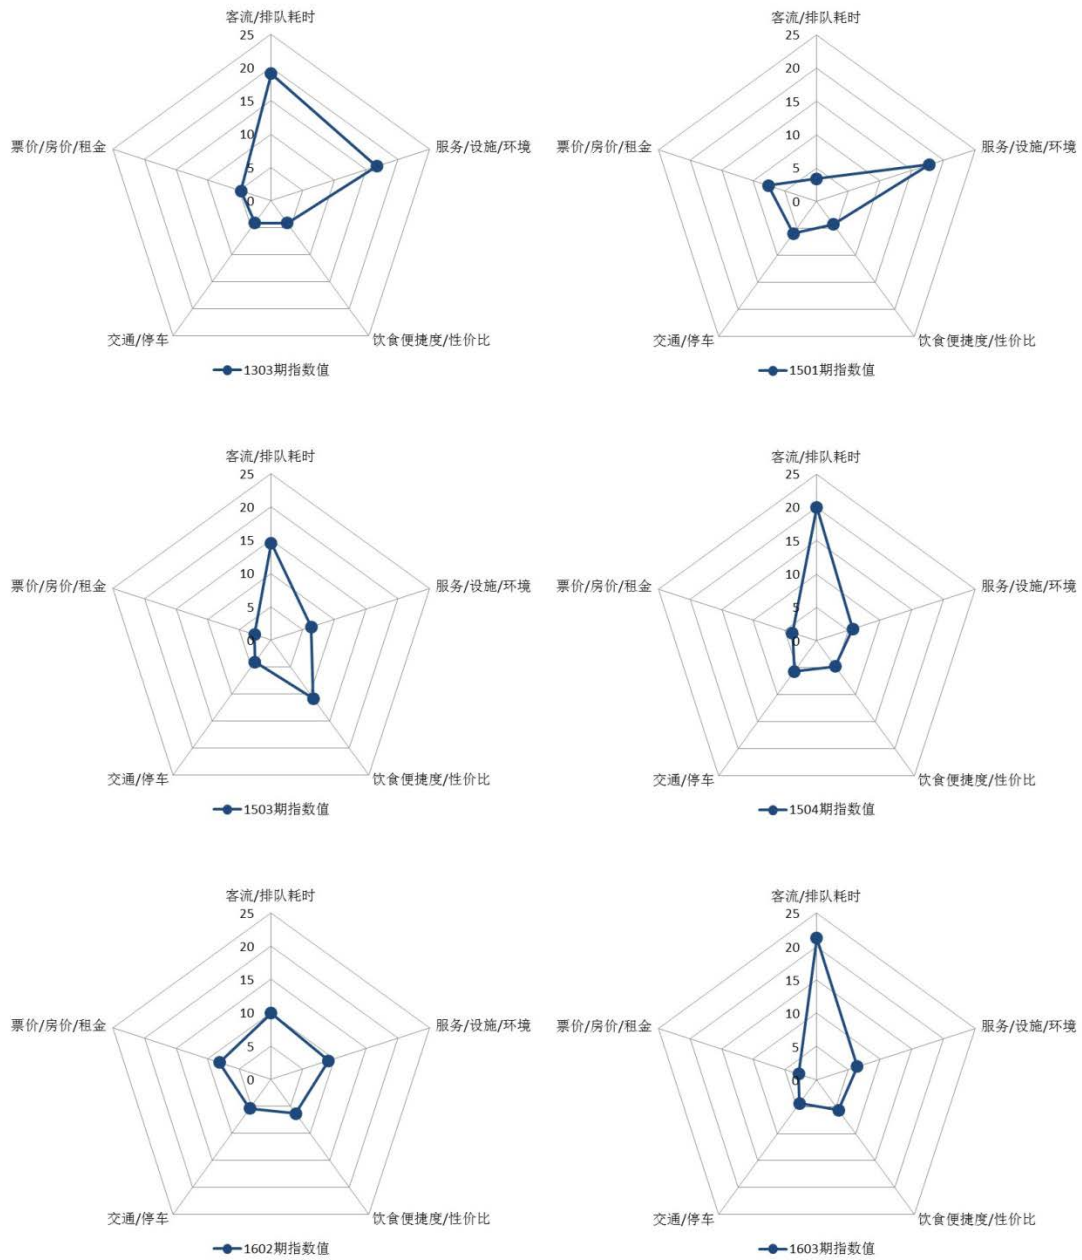 客流/排队耗时
25
20
15
10
5
0
票价/房价/租金
服务/设施/环境
交通/停车
饮食便捷度/性价比
1303期指数值
客流/排队耗时
25
20
15
10
5
0
票价/房价/租金
服务/设施/环境
交通/停车
饮食便捷度/性价比
1501期指数值
客流/排队耗时
25
20
15
10
5
0
票价/房价/租金
服务/设施/环境
交通/停车
饮食便捷度/性价比
1503期指数值
客流/排队耗时
25
20
15
10
5
0
票价/房价/租金
服务/设施/环境
交通/停车
饮食便捷度/性价比
1504期指数值
客流/排队耗时
25
20
15
10
5
0
票价/房价/租金
服务/设施/环境
交通/停车
饮食便捷度/性价比
1602期指数值
客流/排队耗时
25
20
15
10
5
0
票价/房价/租金
服务/设施/环境
交通/停车
饮食便捷度/性价比
1603期指数值